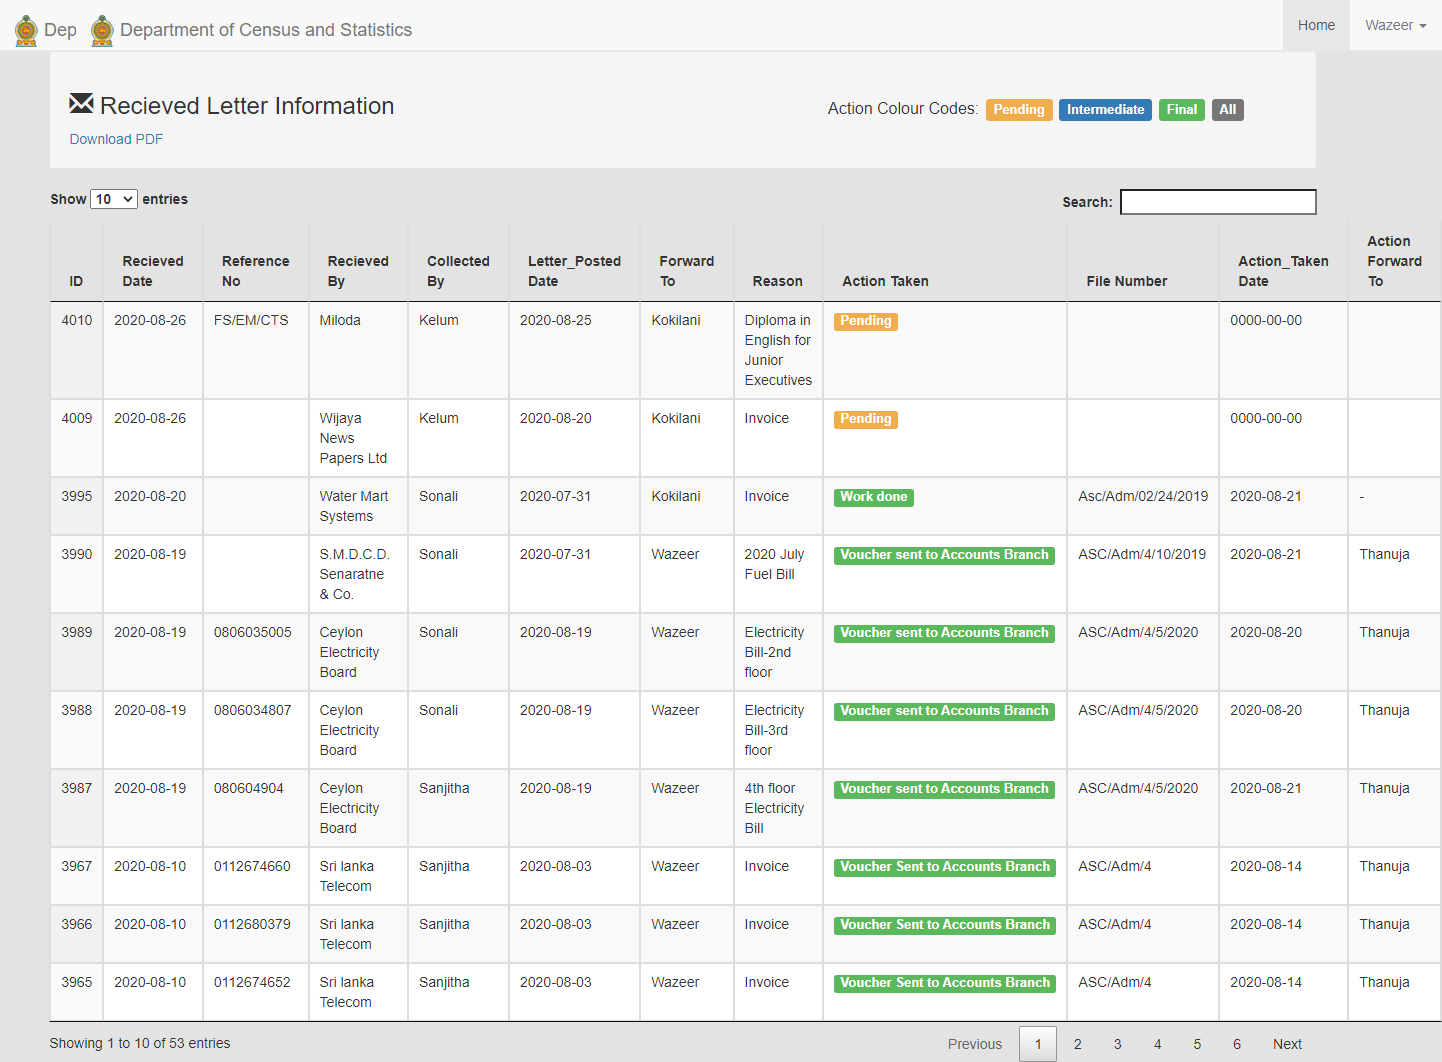 Dep Department of Census and Statistics Home Wazeer
Recieved Letter Information
Action Colour Codes: Pending Intermediate Final All
Download PDF
Show 10 entries Search:
ID Recieved Date Reference No Recieved By Collected By Letter_Posted Date Forward To Reason Action Taken File Number Action_Taken Date Action Forward To
4010 2020-08-26 FS/EM/CTS Miloda Kelum 2020-08-25 Kokilani Diploma in English for Junior Executives Pending 0000-00-00
4009 2020-08-26 Wijaya News Papers Ltd Kelum 2020-08-20 Kokilani Invoice Pending 0000-00-00
3995 2020-08-20 Water Mart Systems Sonali 2020-07-31 Kokilani Invoice Work done Asc/Adm/02/24/2019 2020-08-21 -
3990 2020-08-19 S.M.D.C.D. Senaratne & Co. Sonali 2020-07-31 Wazeer 2020 July Fuel Bill Voucher sent to Accounts Branch ASC/Adm/4/10/2019 2020-08-21 Thanuja
3989 2020-08-19 0806035005 Ceylon Electricity Board Sonali 2020-08-19 Wazeer Electricity Bill-2nd floor Voucher sent to Accounts Branch ASC/Adm/4/5/2020 2020-08-20 Thanuja
3988 2020-08-19 0806034807 Ceylon Electricity Board Sonali 2020-08-19 Wazeer Electricity Bill-3rd floor Voucher sent to Accounts Branch ASC/Adm/4/5/2020 2020-08-20 Thanuja
3987 2020-08-19 080604904 Ceylon Electricity Board Sanjitha 2020-08-19 Wazeer 4th floor Electricity Bill Voucher sent to Accounts Branch ASC/Adm/4/5/2020 2020-08-21 Thanuja
3967 2020-08-10 0112674660 Sri lanka Telecom Sanjitha 2020-08-03 Wazeer Invoice Voucher Sent to Accounts Branch ASC/Adm/4 2020-08-14 Thanuja
3966 2020-08-10 0112680379 Sri lanka Telecom Sanjitha 2020-08-03 Wazeer Invoice Voucher Sent to Accounts Branch ASC/Adm/4 2020-08-14 Thanuja
3965 2020-08-10 0112674652 Sri lanka Telecom Sanjitha 2020-08-03 Wazeer Invoice Voucher Sent to Accounts Branch ASC/Adm/4 2020-08-14 Thanuja
Showing 1 to 10 of 53 entries Previous 1 2 3 4 5 6 Next